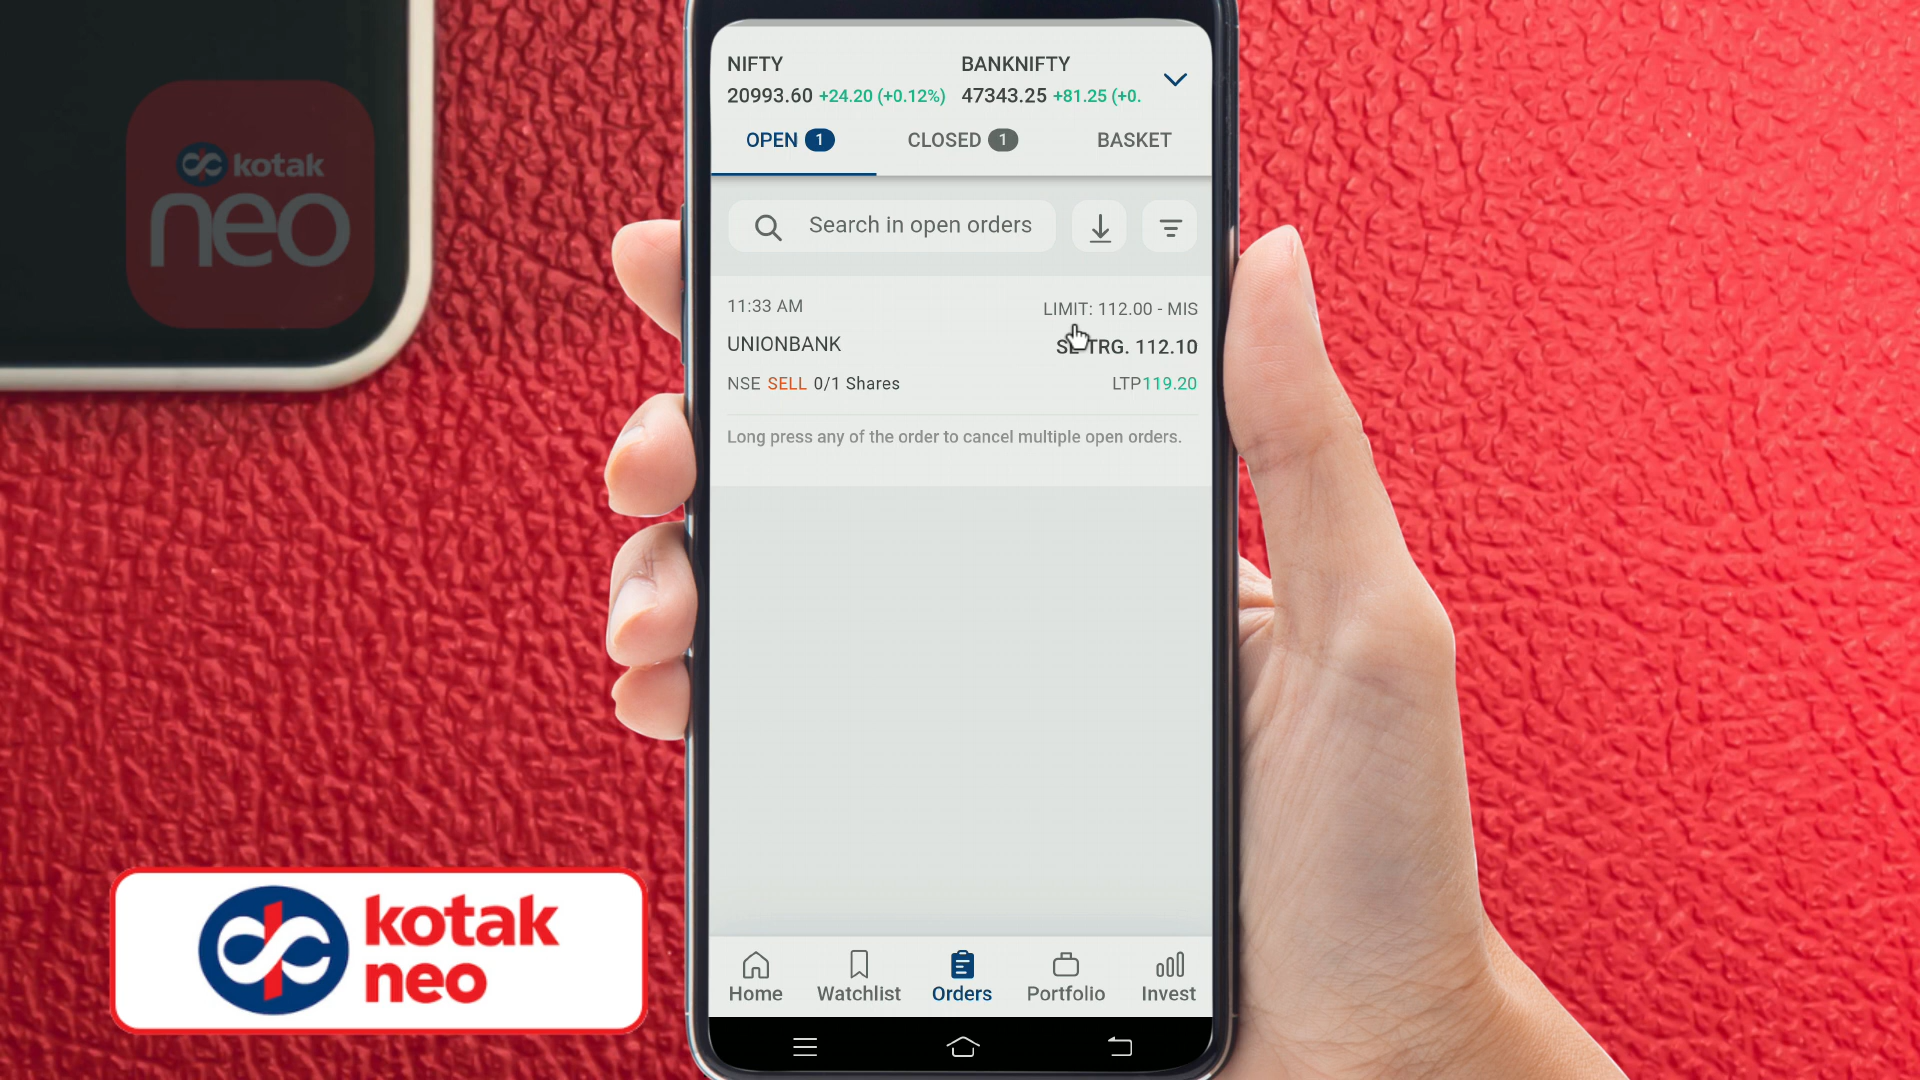 kotak
neo
NIFTY
BANKNIFTY
20993.60 +24.20 (+0.12%)
47343.25 +81.25 (+0.
OPEN 1
CLOSED 1
BASKET
Search in open orders
11:33 AM
LIMIT: 112.00 - MIS
UNIONBANK
SL TRG. 112.10
NSE SELL 0/1 Shares
LTP119.20
Long press any of the order to cancel multiple open orders.
Home
Watchlist
Orders
Portfolio
Invest
kotak
neo